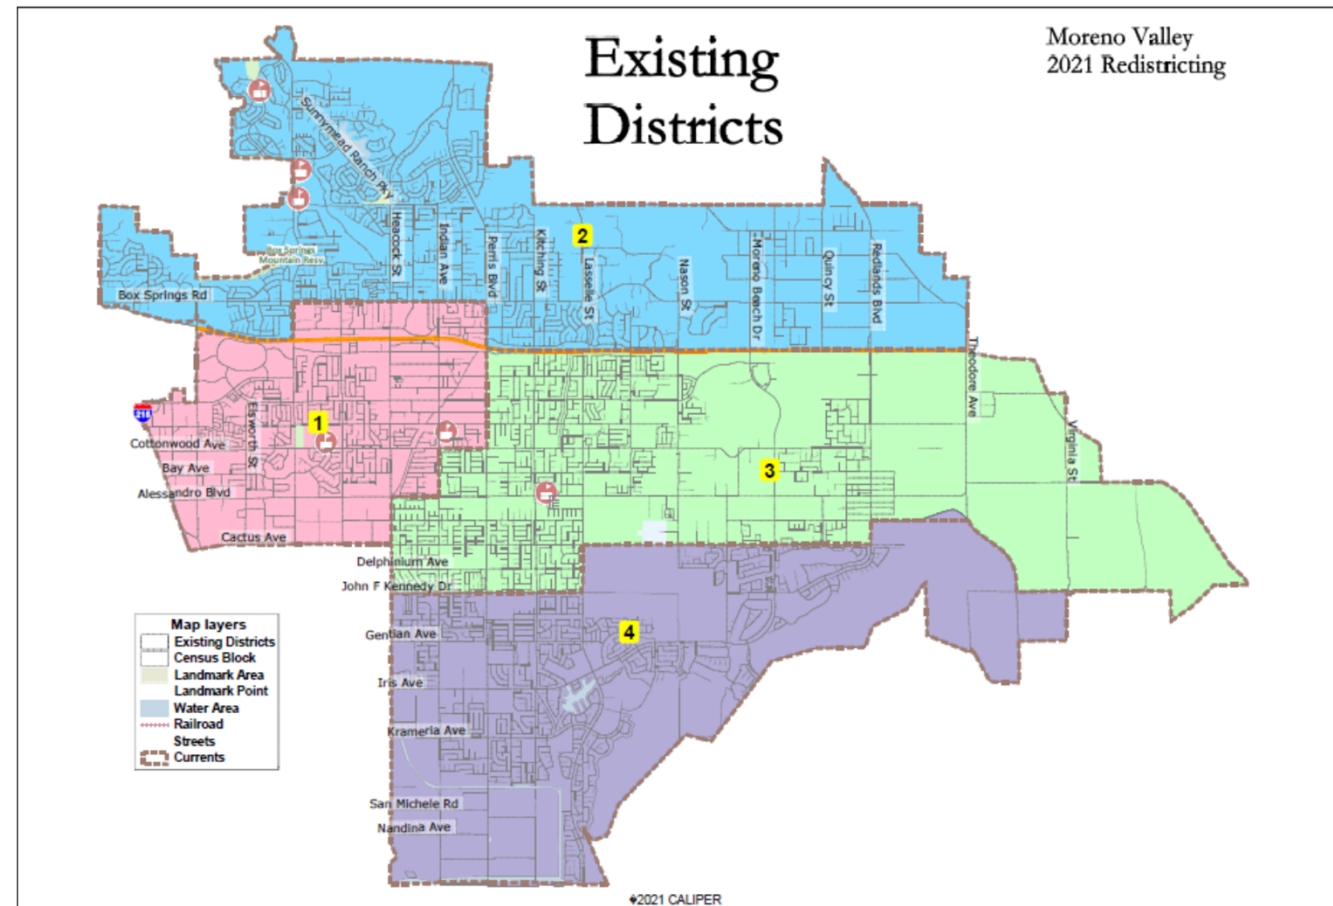 Existing
Districts
Moreno Valley
2021 Redistricting
Sunnymead Ranch Pky
Heacock St
Indian Ave
Perris Blvd
Kitching St
2
Lasselle St
Nason St
Moreno Beach Dr
Quincy St
Redlands Blvd
Box Springs
Mountain Resv
Box Springs Rd
Theodore Ave
215
Elsworth St
1
Cottonwood Ave
Bay Ave
Alessandro Blvd
Cactus Ave
3
Virginia St
Delphinium Ave
John F Kennedy Dr
Gentian Ave
4
Iris Ave
Krameria Ave
San Michele Rd
Nandina Ave
Map layers
Existing Districts
Census Block
Landmark Area
Landmark Point
Water Area
Railroad
Streets
Currents
�2021 CALIPER